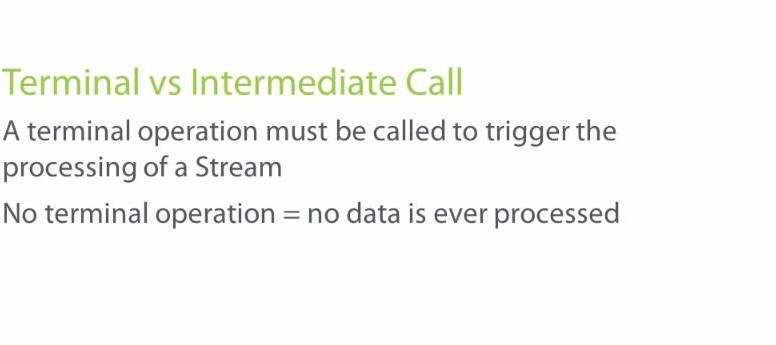 Terminal vs Intermediate Call
A terminal operation must be called to trigger the
processing of a Stream
No terminal operation = no data is ever processed